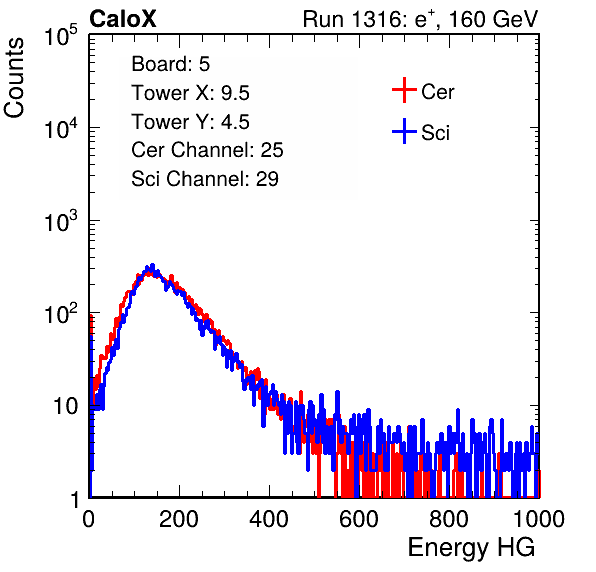 CaloX Run 1316: e+, 160 GeV
Counts
Board: 5
Tower X: 9.5
Tower Y: 4.5
Cer Channel: 25
Sci Channel: 29
Cer
Sci
10^5
10^4
10^3
10^2
10
1
0 200 400 600 800 1000
Energy HG